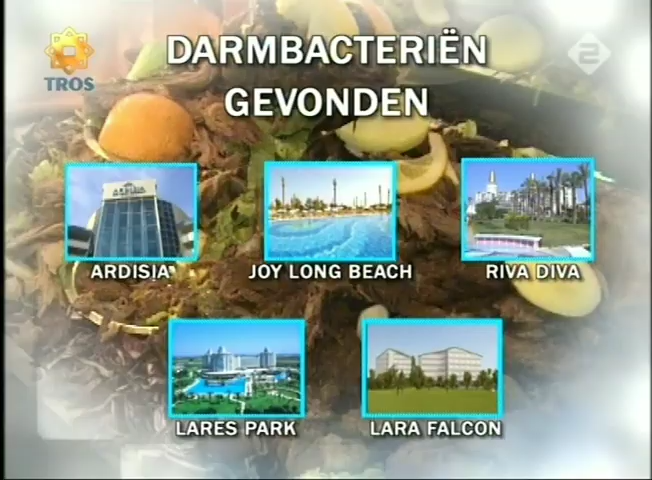 DARMBACTERIËN
GEVONDEN
TROS
2
ARDISIA
JOY LONG BEACH
RIVA DIVA
LARES PARK
LARA FALCON